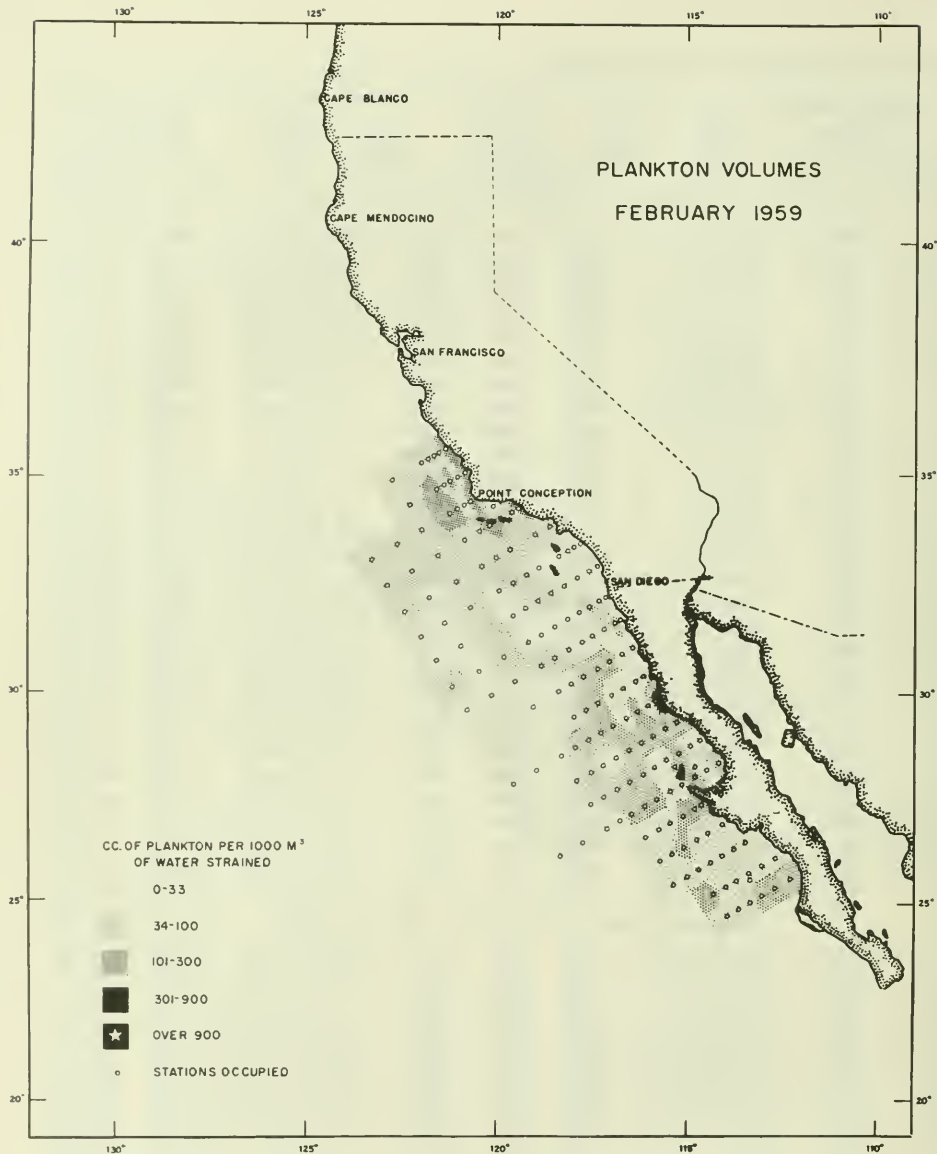 130° 125° 120° 115° 110°
CAPE BLANCO
PLANKTON VOLUMES
FEBRUARY 1959
CAPE MENDOCINO
40° 40°
SAN FRANCISCO
35° 35°
POINT CONCEPTION
SAN DIEGO
30° 30°
CC. OF PLANKTON PER 1000 M³
OF WATER STRAINED
0-33
25° 25°
34-100
101-300
301-900
OVER 900
STATIONS OCCUPIED
20° 20°
130° 125° 120° 115° 110°